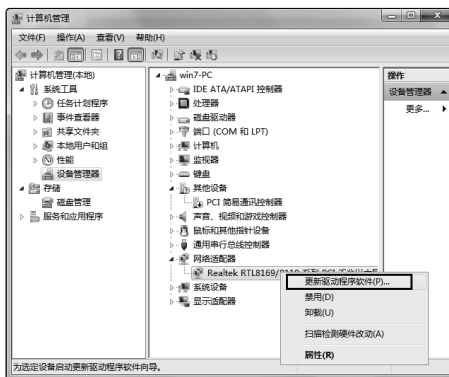 计算机管理
文件(F) 操作(A) 查看(V) 帮助(H)
计算机管理(本地)
系统工具
任务计划程序
事件查看器
共享文件夹
本地用户和组
性能
设备管理器
存储
磁盘管理
服务和应用程序
win7-PC
IDE ATA/ATAPI 控制器
处理器
磁盘驱动器
端口 (COM 和 LPT)
计算机
监视器
键盘
其他设备
PCI 简易通讯控制器
声音、视频和游戏控制器
鼠标和其他指针设备
通用串行总线控制器
网络适配器
Realtek RTL8169/8110 系列 PCI
系统设备
显示适配器
操作
设备管理器
更多...
更新驱动程序软件(P)...
禁用(D)
卸载(U)
扫描检测硬件改动(A)
属性(R)
为选定设备启动更新驱动程序软件向导。